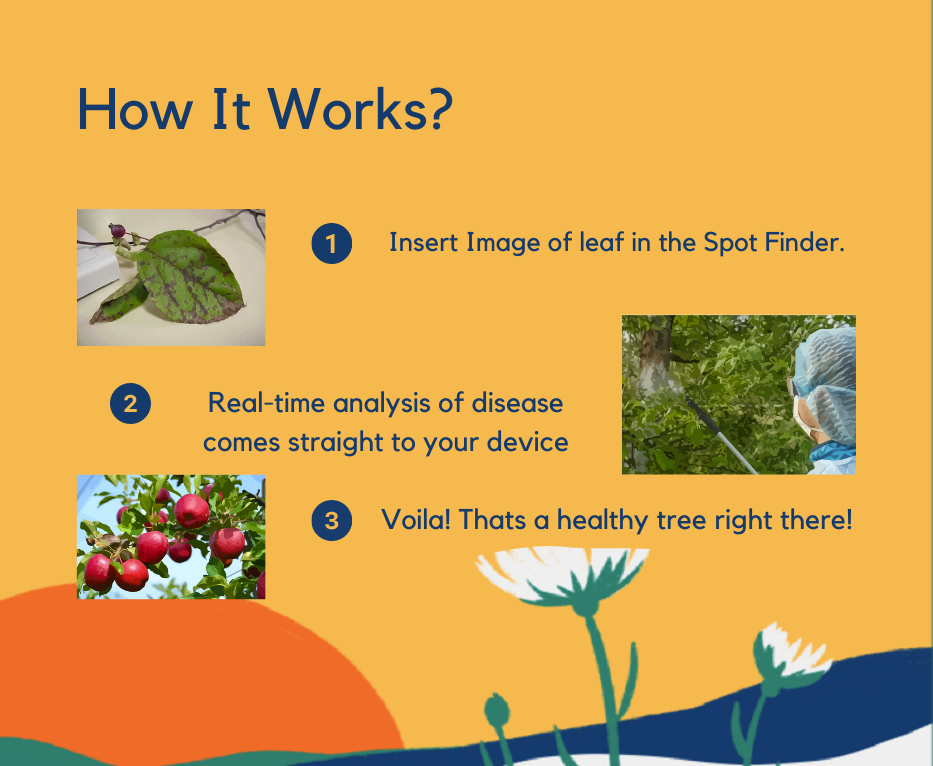 How It Works?
1
Insert Image of leaf in the Spot Finder.
2
Real-time analysis of disease
comes straight to your device
3
Voila! Thats a healthy tree right there!